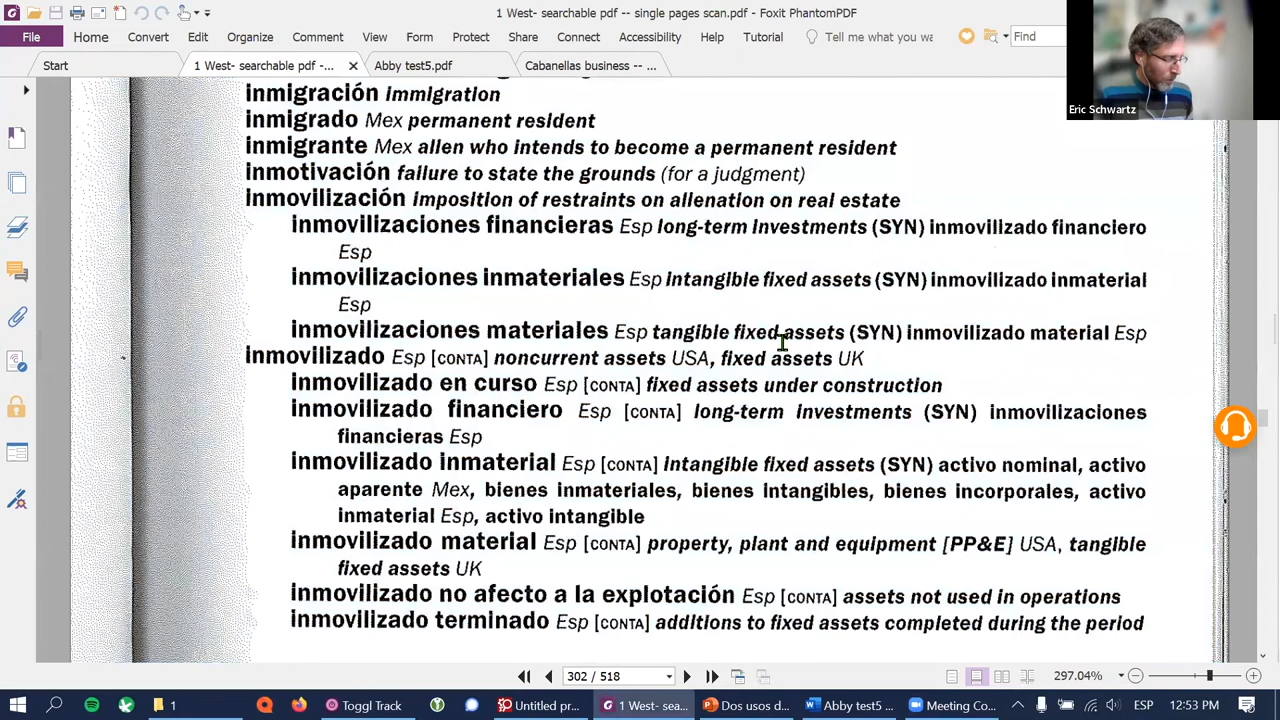 1 West- searchable pdf -- single pages scan.pdf - Foxit PhantomPDF
File Home Convert Edit Organize Comment View Form Protect Share Connect Accessibility Help Tutorial Tell me what you wa Find
Start 1 West- searchable pdf -... Abby test5.pdf Cabanellas business -- ...
Eric Schwartz
inmigración immigration
inmigrado Mex permanent resident
inmigrante Mex alien who intends to become a permanent resident
inmotivación failure to state the grounds (for a judgment)
inmovilización imposition of restraints on alienation on real estate
inmovilizaciones financieras Esp long-term investments (SYN) inmovilizado financiero
Esp
inmovilizaciones inmateriales Esp intangible fixed assets (SYN) inmovilizado inmaterial
Esp
inmovilizaciones materiales Esp tangible fixed assets (SYN) inmovilizado material Esp
inmovilizado Esp [CONTA] noncurrent assets USA, fixed assets UK
inmovilizado en curso Esp [CONTA] fixed assets under construction
inmovilizado financiero Esp [CONTA] long-term investments (SYN) inmovilizaciones
financieras Esp
inmovilizado inmaterial Esp [CONTA] intangible fixed assets (SYN) activo nominal, activo
aparente Mex, bienes inmateriales, bienes intangibles, bienes incorporales, activo
inmaterial Esp, activo intangible
inmovilizado material Esp [CONTA] property, plant and equipment [PP&E] USA, tangible
fixed assets UK
inmovilizado no afecto a la explotación Esp [CONTA] assets not used in operations
inmovilizado terminado Esp [CONTA] additions to fixed assets completed during the period
302 / 518 297.04%
1 Toggl Track Untitled pr... 1 West- sea... Dos usos d... Abby test5 ... Meeting Co... ESP 12:53 PM